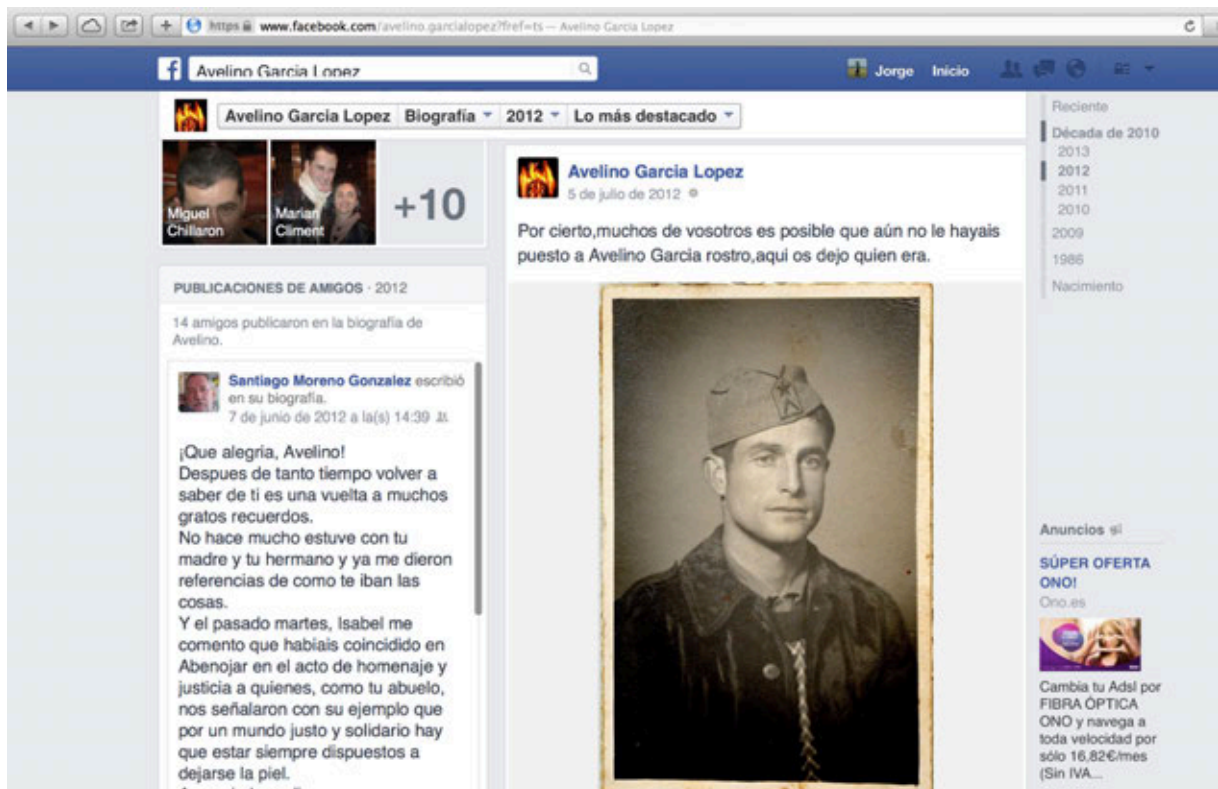 https www.facebook.com/avelino.garcialopez?fref=ts — Avelino Garcia Lopez
Avelino Garcia Lopez
Jorge Inicio
Avelino Garcia Lopez Biografía 2012 Lo más destacado
Miguel
Chillaron
Marian
Climent
+10
PUBLICACIONES DE AMIGOS · 2012
14 amigos publicaron en la biografía de
Avelino.
Santiago Moreno Gonzalez escribió
en su biografía.
7 de junio de 2012 a la(s) 14:39
¡Que alegria, Avelino!
Despues de tanto tiempo volver a
saber de ti es una vuelta a muchos
gratos recuerdos.
No hace mucho estuve con tu
madre y tu hermano y ya me dieron
referencias de como te iban las
cosas.
Y el pasado martes, Isabel me
comento que habiais coincidido en
Abenojar en el acto de homenaje y
justicia a quienes, como tu abuelo,
nos señalaron con su ejemplo que
por un mundo justo y solidario hay
que estar siempre dispuestos a
dejarse la piel.
Avelino Garcia Lopez
5 de julio de 2012
Por cierto,muchos de vosotros es posible que aún no le hayais
puesto a Avelino Garcia rostro,aqui os dejo quien era.
Reciente
Década de 2010
2013
2012
2011
2010
2009
1986
Nacimiento
Anuncios
SÚPER OFERTA
ONO!
Ono.es
Cambia tu Adsl por
FIBRA ÓPTICA
ONO y navega a
toda velocidad por
sólo 16,82€/mes
(Sin IVA...